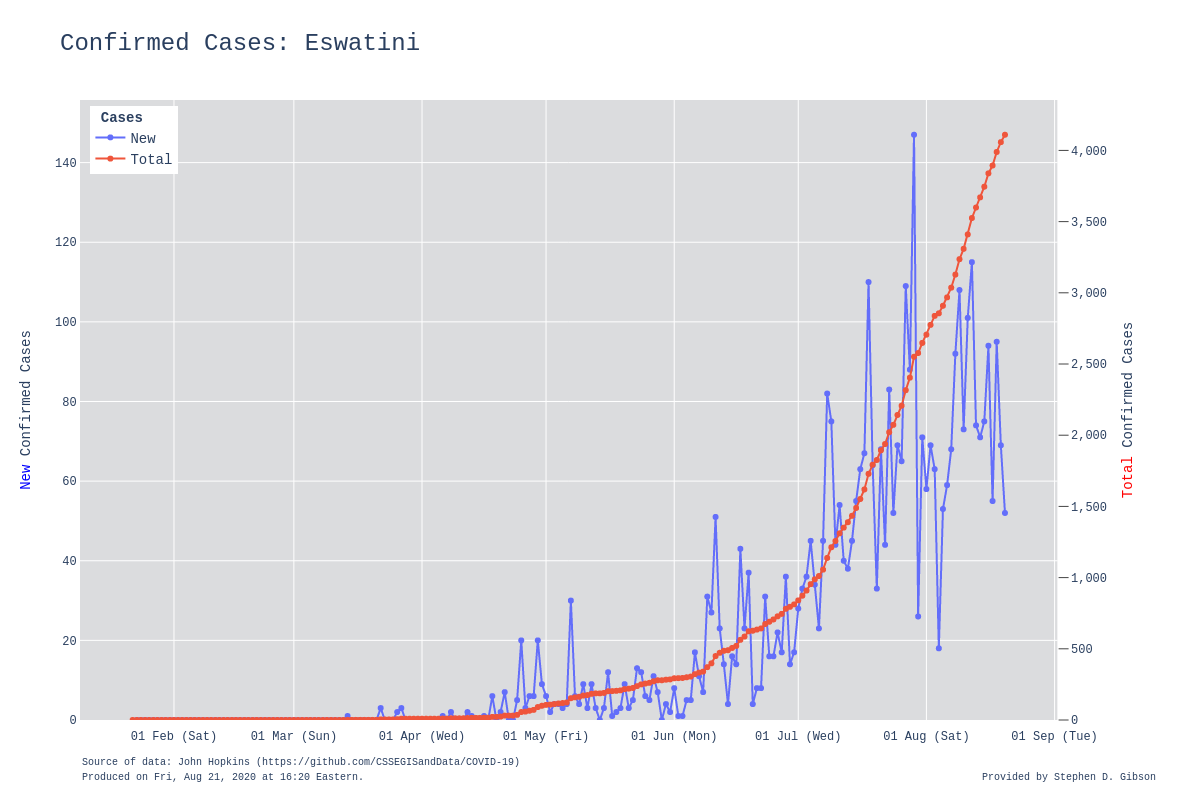 Confirmed Cases: Eswatini
Cases
New
Total
140
120
100
80
60
40
20
0
4,000
3,500
3,000
2,500
2,000
1,500
1,000
500
0
New Confirmed Cases
Total Confirmed Cases
01 Feb (Sat) 01 Mar (Sun) 01 Apr (Wed) 01 May (Fri) 01 Jun (Mon) 01 Jul (Wed) 01 Aug (Sat) 01 Sep (Tue)
Source of data: John Hopkins (https://github.com/CSSEGISandData/COVID-19)
Produced on Fri, Aug 21, 2020 at 16:20 Eastern.
Provided by Stephen D. Gibson